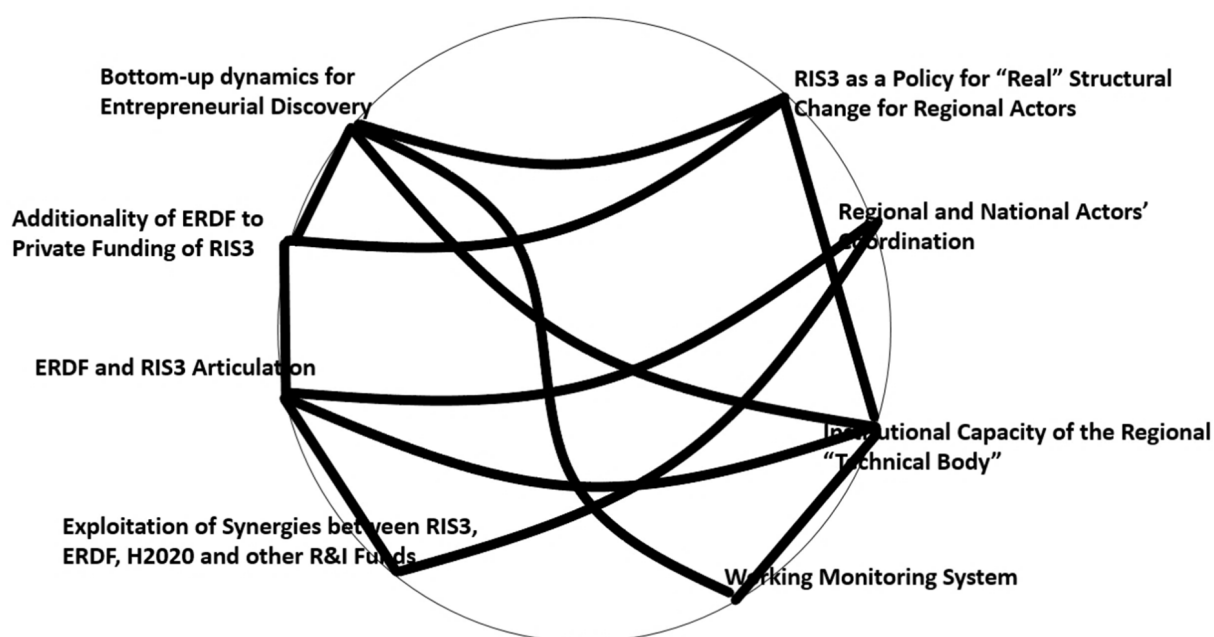 Bottom-up dynamics for
Entrepreneurial Discovery
RIS3 as a Policy for “Real” Structural
Change for Regional Actors
Additionality of ERDF to
Private Funding of RIS3
Regional and National Actors’
Coordination
ERDF and RIS3 Articulation
Institutional Capacity of the Regional
“Technical Body”
Exploitation of Synergies between RIS3,
ERDF, H2020 and other R&I Funds
Working Monitoring System